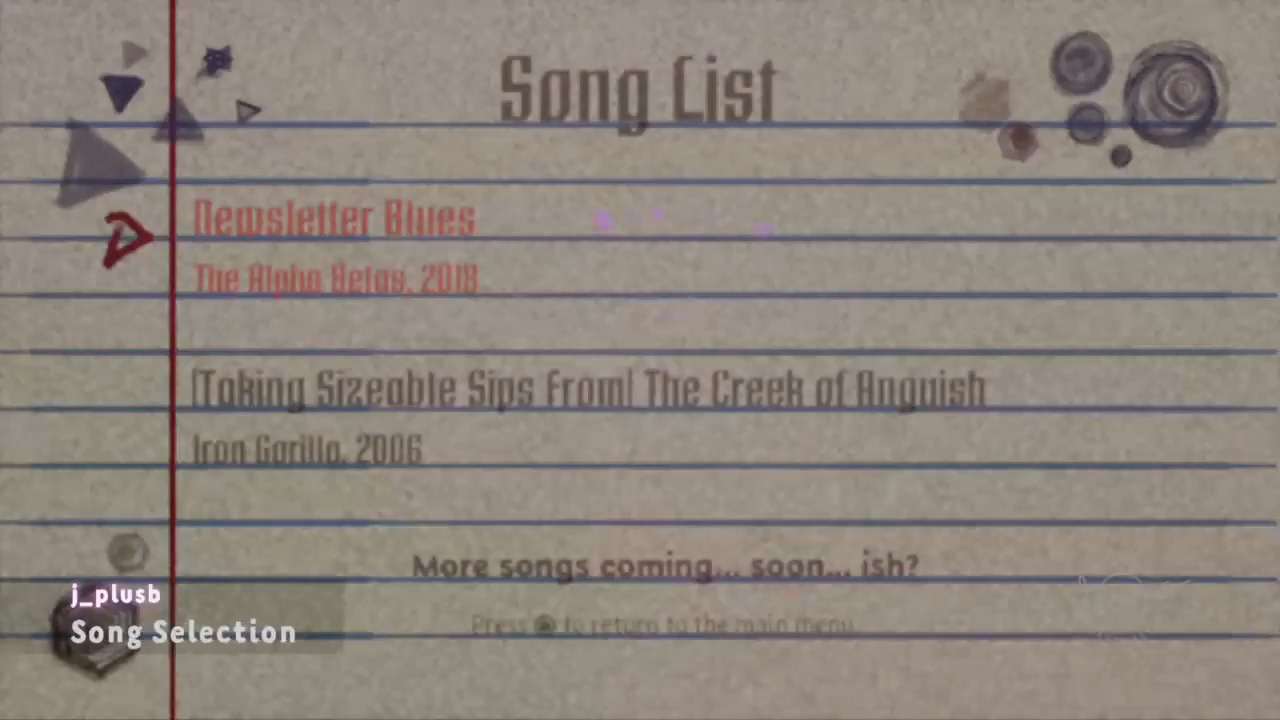 Song List
Newsletter Blues
The Alpha Betas, 2018
(Taking Sizeable Sips From) The Creek of Anguish
Iron Gorilla, 2006
More songs coming... soon... ish?
Press to return to the main menu
j_plusb
Song Selection